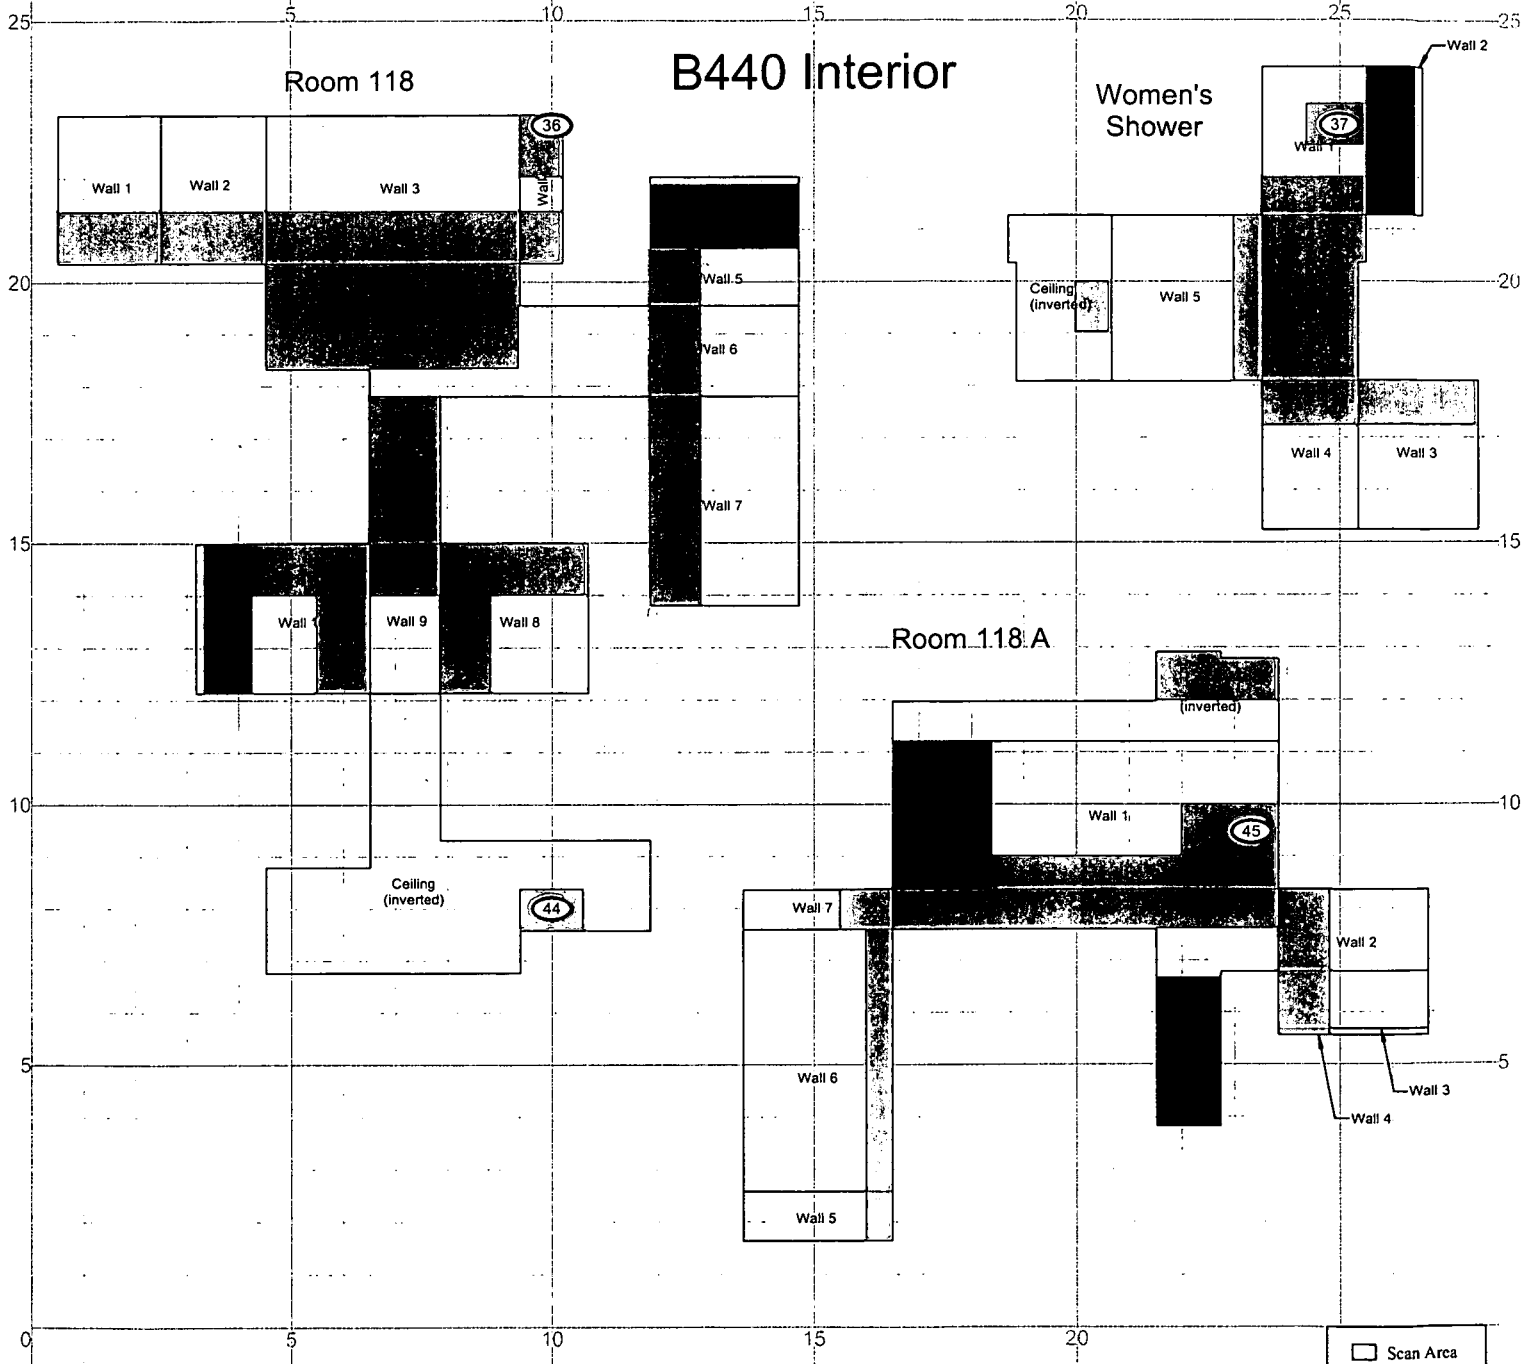 5 10 15 20 25
25 25
B440 Interior
Room 118
Women's
Shower
Wall 2
36
37
Wall 1
Wall 1 Wall 2 Wall 3 Wall
20 20
Wall 5
Ceiling
(inverted)
Wall 5
Wall 6
Wall 4 Wall 3
Wall 7
15 15
Wall Wall 9 Wall 8
Room 118 A
(inverted)
10 10
Wall 1
45
Ceiling
(inverted)
44
Wall 7
Wall 2
5 5
Wall 6
Wall 3
Wall 4
Wall 5
0 5 10 15 20
Scan Area